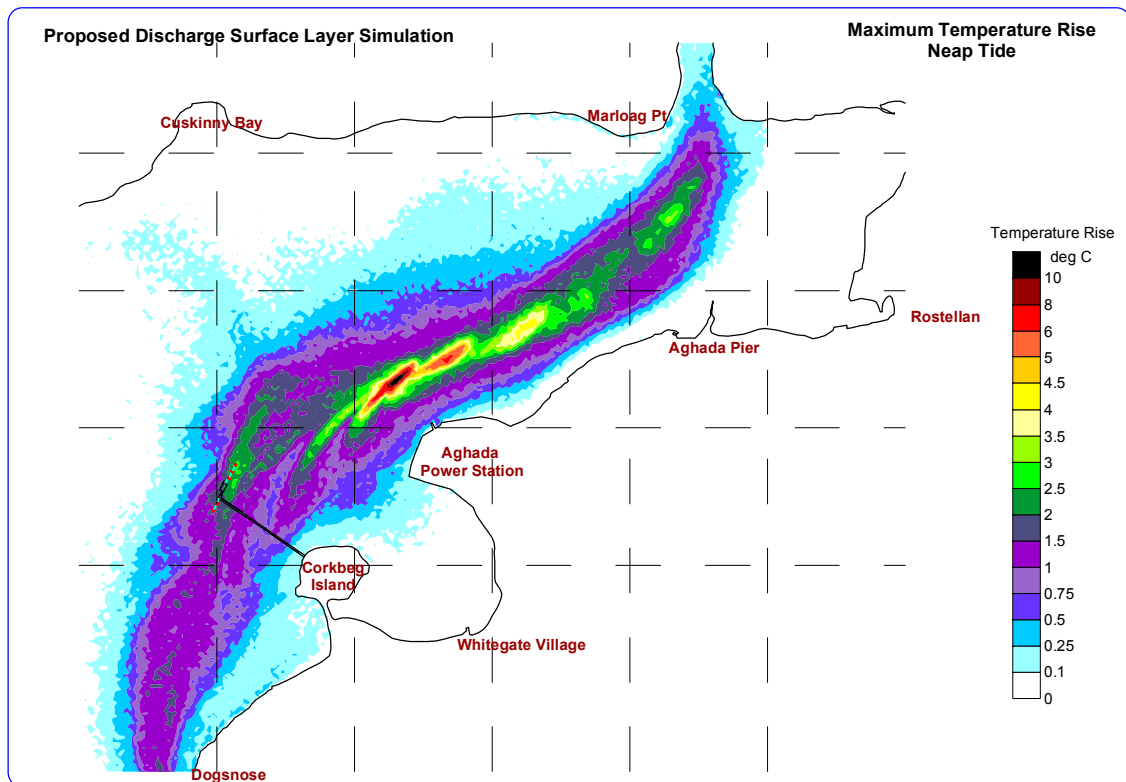 Proposed Discharge Surface Layer Simulation
Maximum Temperature Rise
Neap Tide
Cuskinny Bay
Marloag Pt
Temperature Rise
deg C
10
8
6
5
4.5
4
3.5
3
2.5
2
1.5
1
0.75
0.5
0.25
0.1
0
Rostellan
Aghada Pier
Aghada
Power Station
Corkbeg
Island
Whitegate Village
Dogsnose